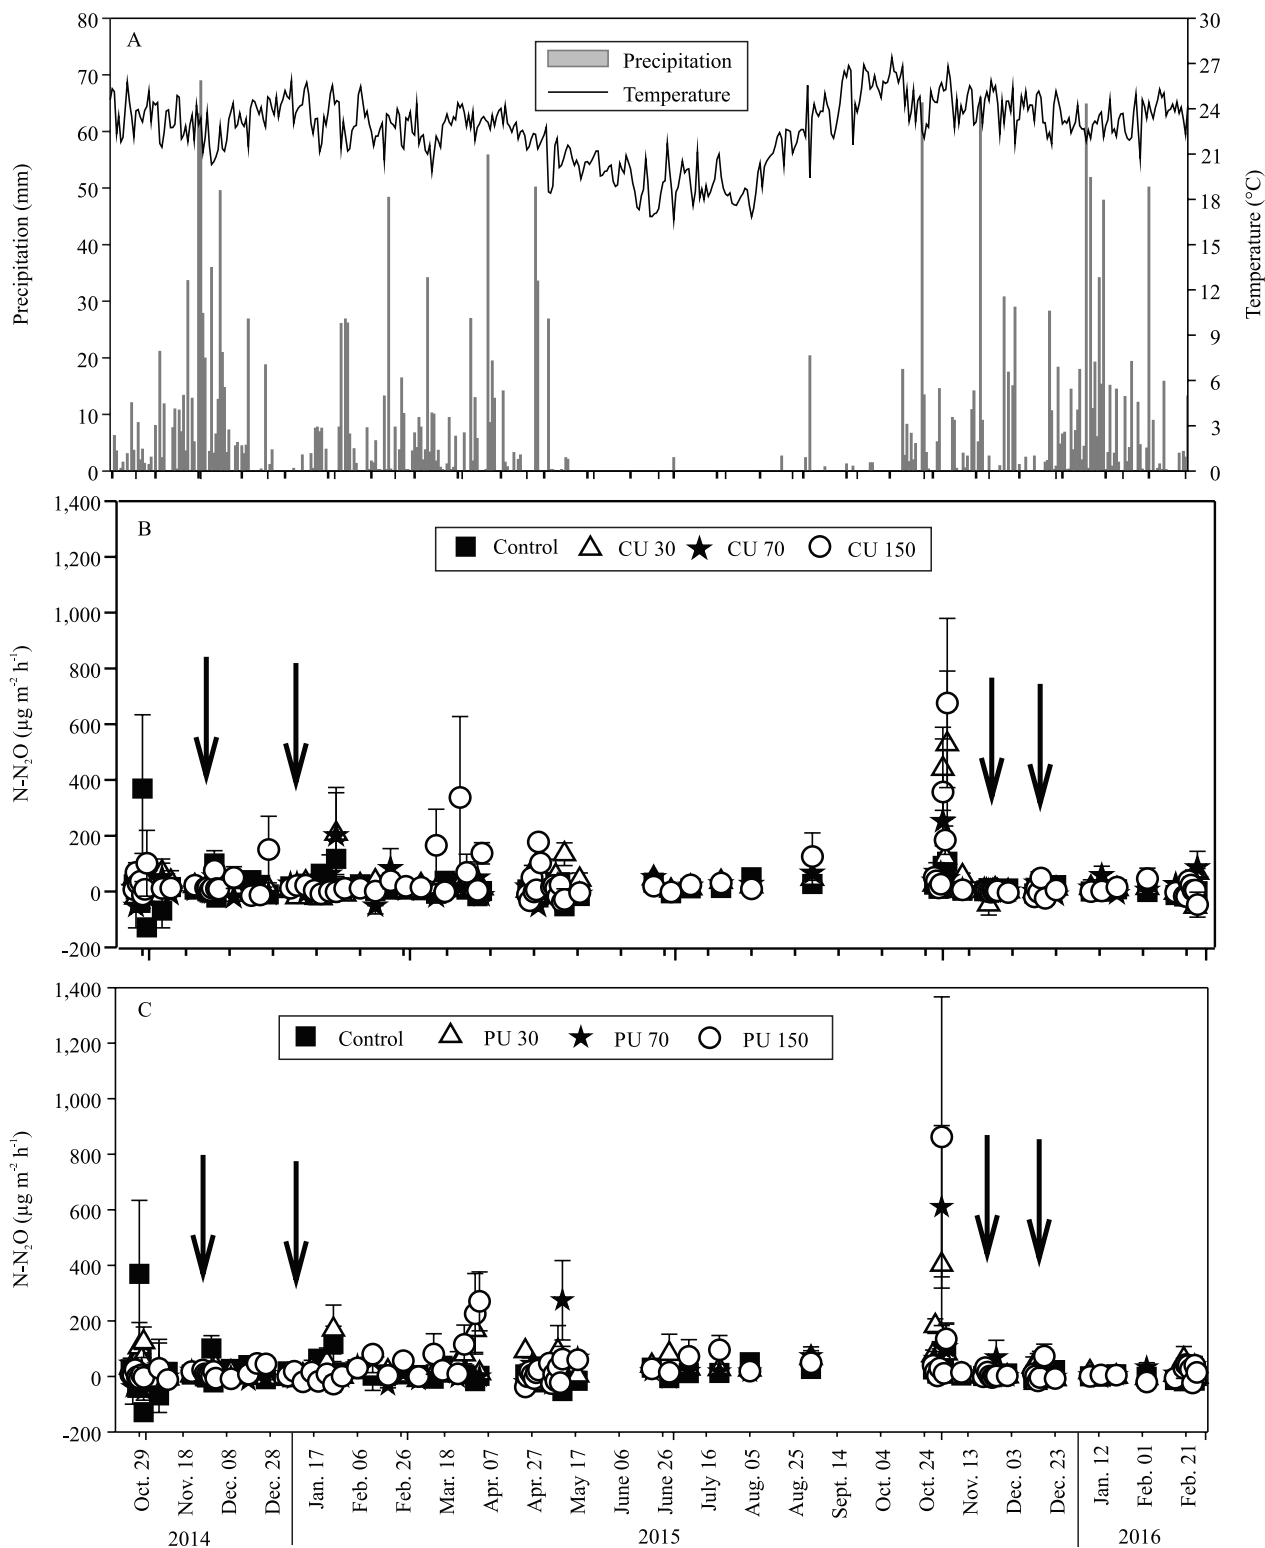 A
Precipitation
Temperature
Precipitation (mm)
80
70
60
50
40
30
20
10
0
Temperature (°C)
30
27
24
21
18
15
12
9
6
3
0
B
Control CU 30 CU 70 CU 150
N-N₂O (µg m⁻² h⁻¹)
1,400
1,200
1,000
800
600
400
200
0
-200
C
Control PU 30 PU 70 PU 150
N-N₂O (µg m⁻² h⁻¹)
1,400
1,200
1,000
800
600
400
200
0
-200
Oct. 29
Nov. 18
Dec. 08
Dec. 28
Jan. 17
Feb. 06
Feb. 26
Mar. 18
Apr. 07
Apr. 27
May 17
June 06
June 26
July 16
Aug. 05
Aug. 25
Sept. 14
Oct. 04
Oct. 24
Nov. 13
Dec. 03
Dec. 23
Jan. 12
Feb. 01
Feb. 21
2014 2015 2016